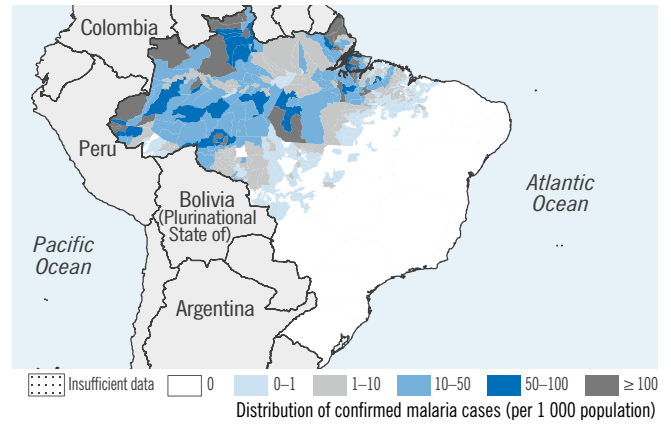 Colombia
Peru
Bolivia
(Plurinational
State of)
Atlantic
Ocean
Pacific
Ocean
Argentina
Insufficient data 0 0–1 1–10 10–50 50–100 ≥ 100
Distribution of confirmed malaria cases (per 1 000 population)